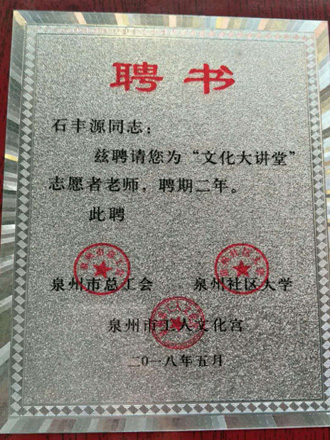 聘书
石丰源同志：
兹聘请您为“文化大讲堂”
志愿者老师，聘期二年。
此聘
泉州市总工会 泉州社区大学
泉州市工人文化宫
二〇一八年五月